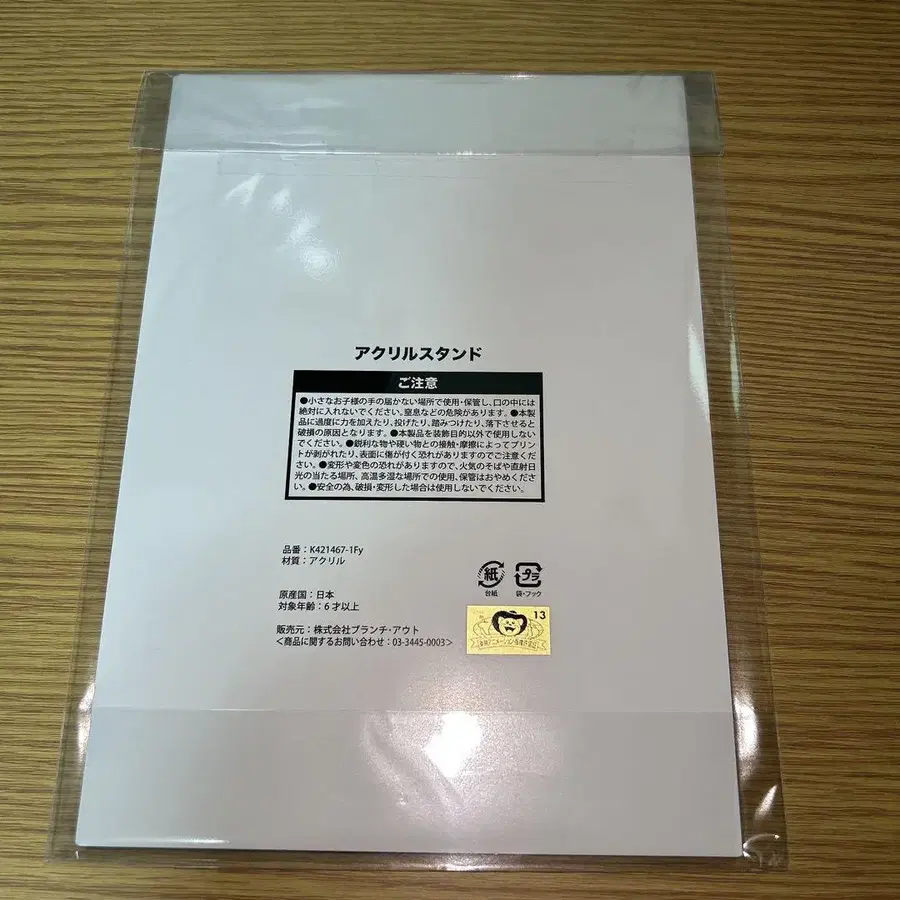 アクリルスタンド
ご注意
●小さなお子様の手の届かない場所で使用・保管し、口の中には
絶対に入れないでください。窒息などの危険があります。●本製
品に過度に力を加えたり、投げたり、踏みつけたり、落下させると
破損の原因となります。●本製品を装飾目的以外で使用しない
でください。●鋭利な物や硬い物との接触・摩擦によってプリン
トが剥がれたり、表面に傷が付く恐れがありますのでご注意くだ
さい。●変形や変色の恐れがありますので、火気のそばや直射日
光の当たる場所、高温多湿な場所での使用、保管はおやめくださ
い。●安全の為、破損・変形した場合は使用しないでください。
品番：K421467-1Fy
材質：アクリル
紙
台紙
プラ
袋・フック
原産国：日本
対象年齢：6才以上
販売元：株式会社ブランチ・アウト
＜商品に関するお問い合わせ：03-3445-0003＞
13